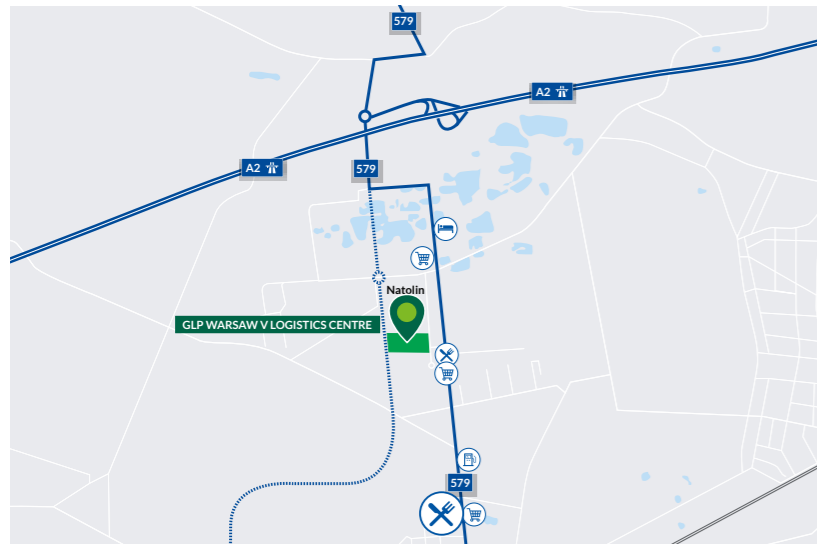 579
A2
A2
579
Natolin
GLP WARSAW V LOGISTICS CENTRE
579